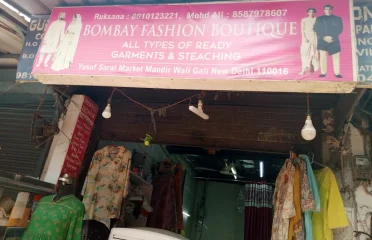 Ruksana : 8810123221, Mohd Ali : 8587978607
BOMBAY FASHION BOUTIQUE
ALL TYPES OF READY
GARMENTS & STEACHING
Yusuf Sarai Market Mandir Wali Gali New Delhi 110016